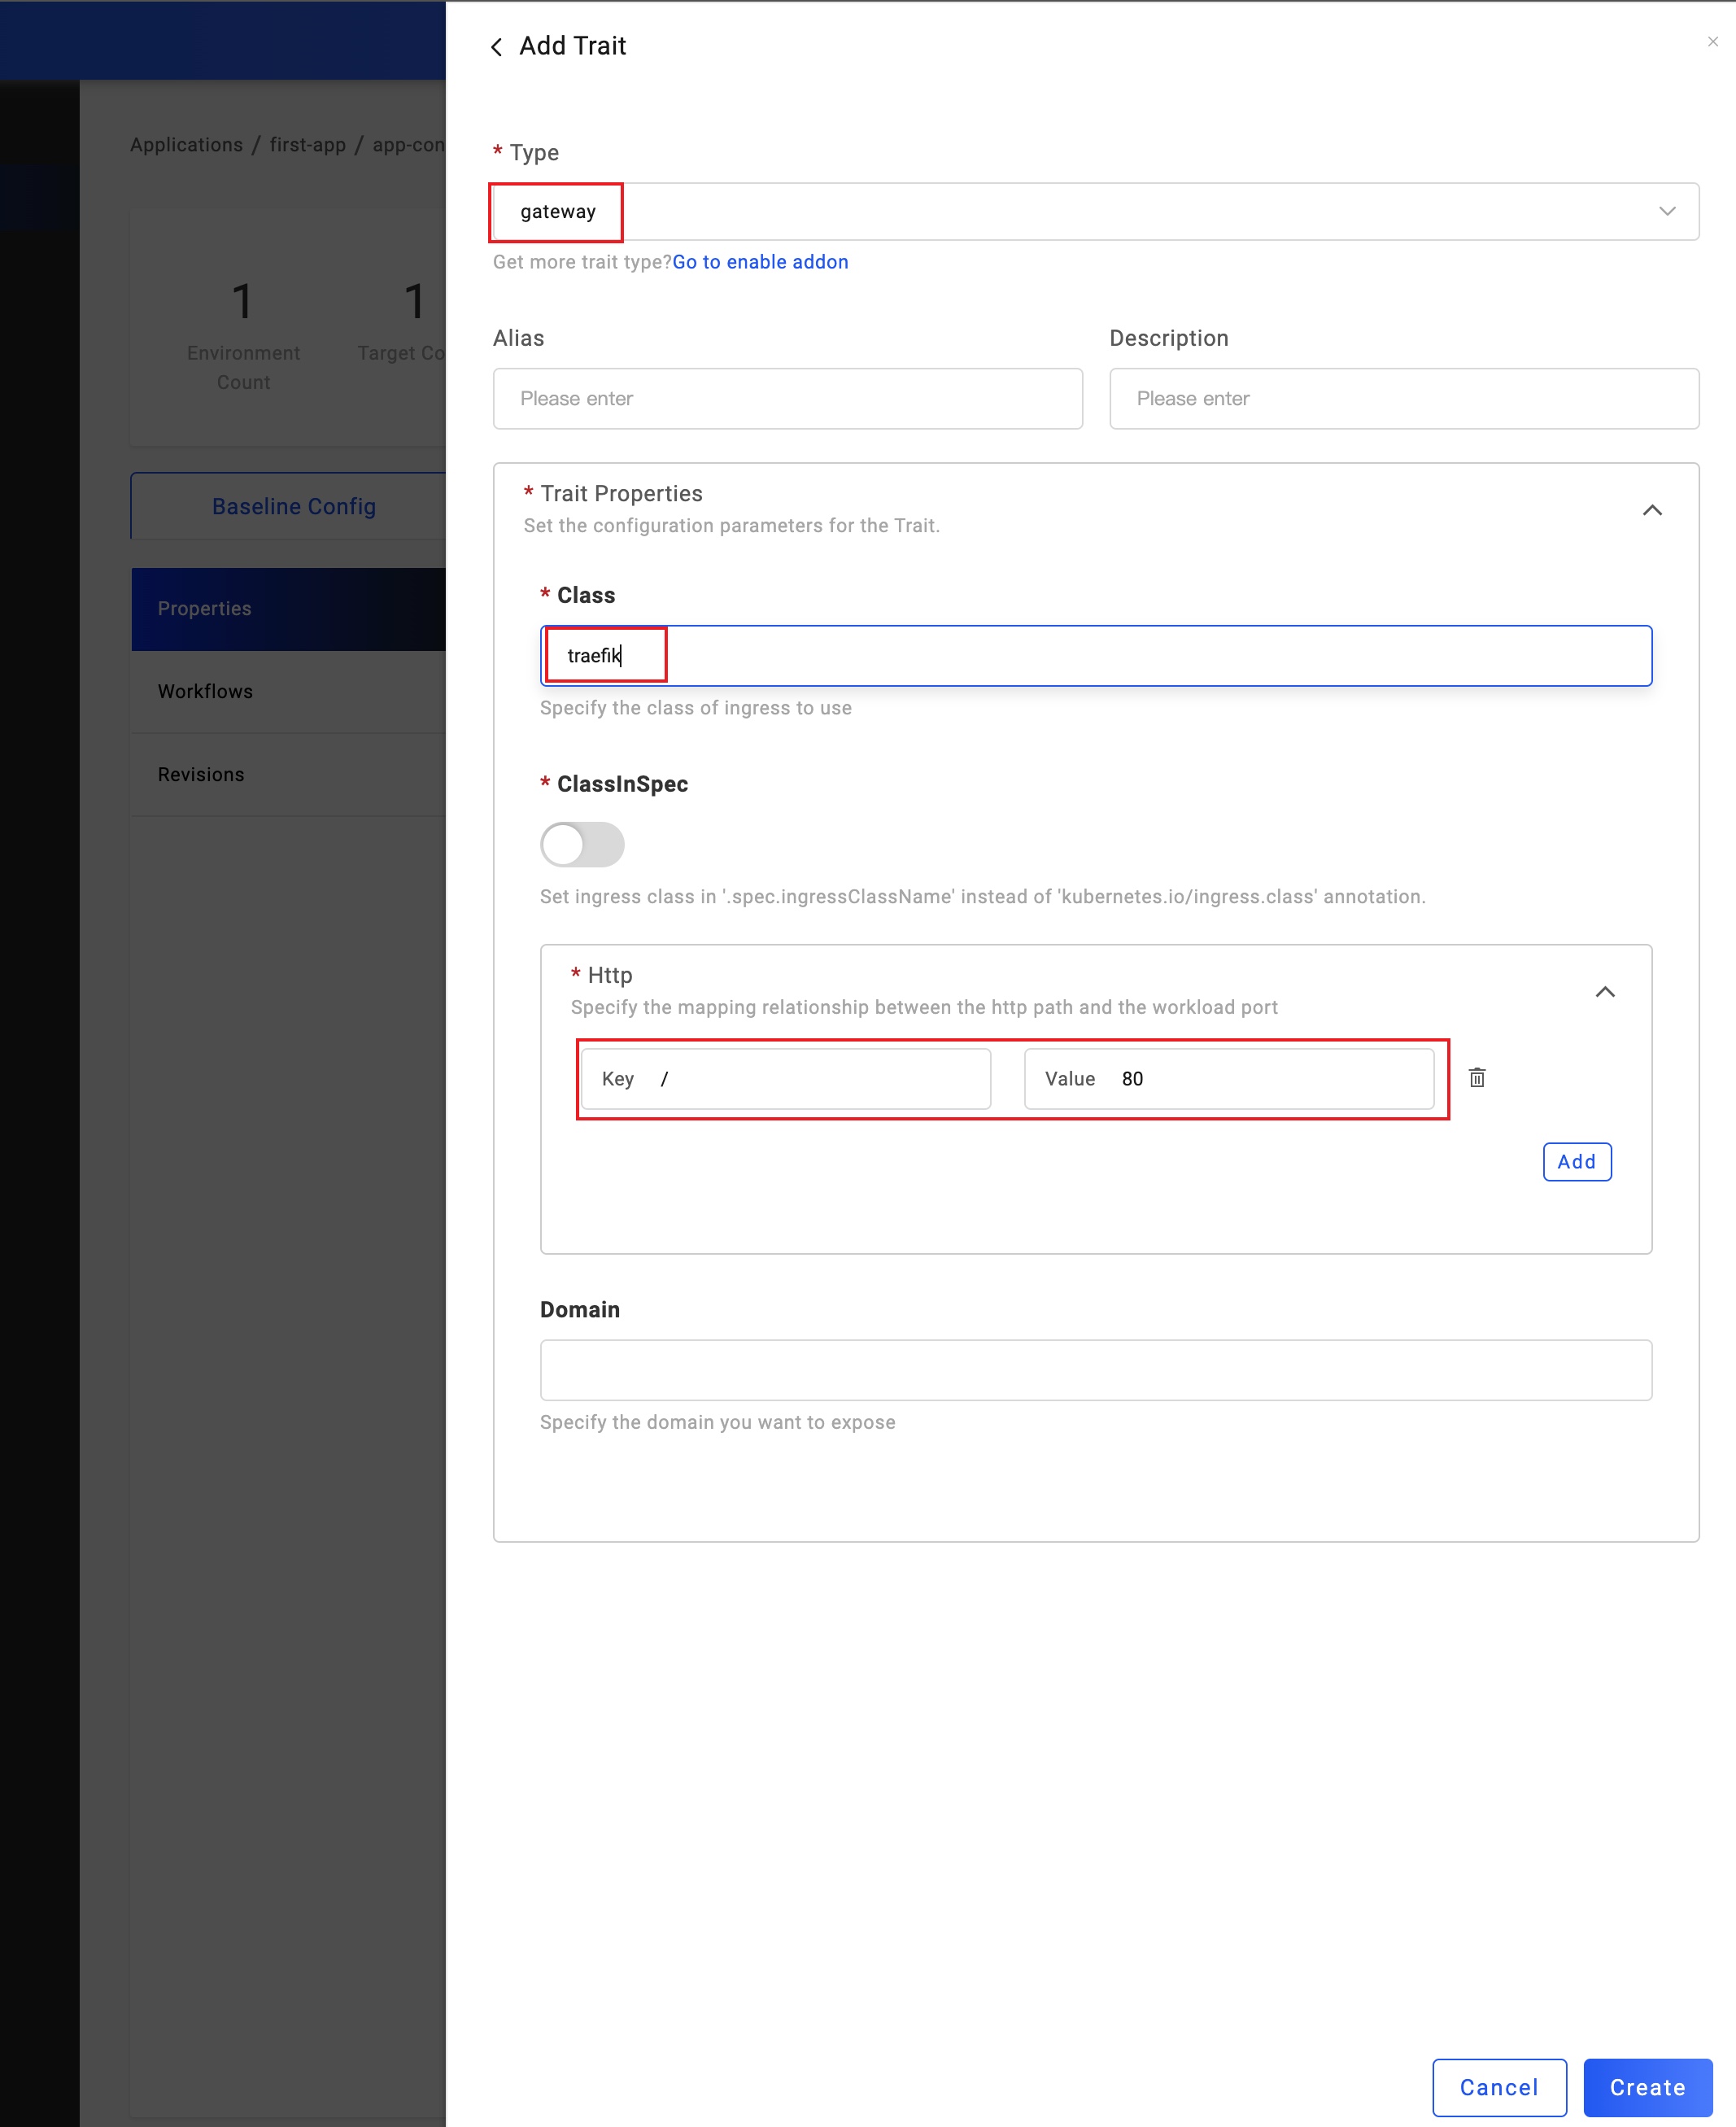 Add Trait
Applications / first-app / app-con
* Type
gateway
Get more trait type?Go to enable addon
1
1
Environment
Count
Target Co
Alias
Description
Please enter
Please enter
Baseline Config
Properties
Workflows
Revisions
* Trait Properties
Set the configuration parameters for the Trait.
* Class
traefik
Specify the class of ingress to use
* ClassInSpec
Set ingress class in '.spec.ingressClassName' instead of 'kubernetes.io/ingress.class' annotation.
* Http
Specify the mapping relationship between the http path and the workload port
Key /
Value 80
Add
Domain
Specify the domain you want to expose
Cancel
Create